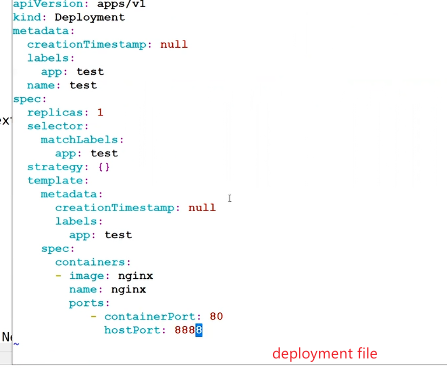 apiVersion: apps/v1
kind: Deployment
metadata:
  creationTimestamp: null
  labels:
    app: test
  name: test
spec:
  replicas: 1
  selector:
    matchLabels:
      app: test
  strategy: {}
  template:
    metadata:
      creationTimestamp: null
      labels:
        app: test
    spec:
      containers:
      - image: nginx
        name: nginx
        ports:
           - containerPort: 80
             hostPort: 8888
~
deployment file